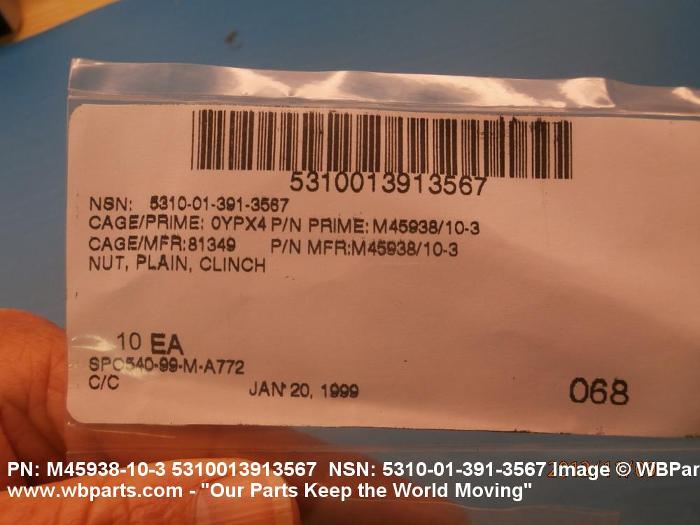 5310013913567
NSN: 5310-01-391-3567
CAGE/PRIME: 0YPX4 P/N PRIME: M45938/10-3
CAGE/MFR:81349 P/N MFR:M45938/10-3
NUT, PLAIN, CLINCH
10 EA
SPO540-99-M-A772
C/C JAN 20, 1999
068
PN: M45938-10-3 5310013913567 NSN: 5310-01-391-3567 Image © WBPar
www.wbparts.com - "Our Parts Keep the World Moving"